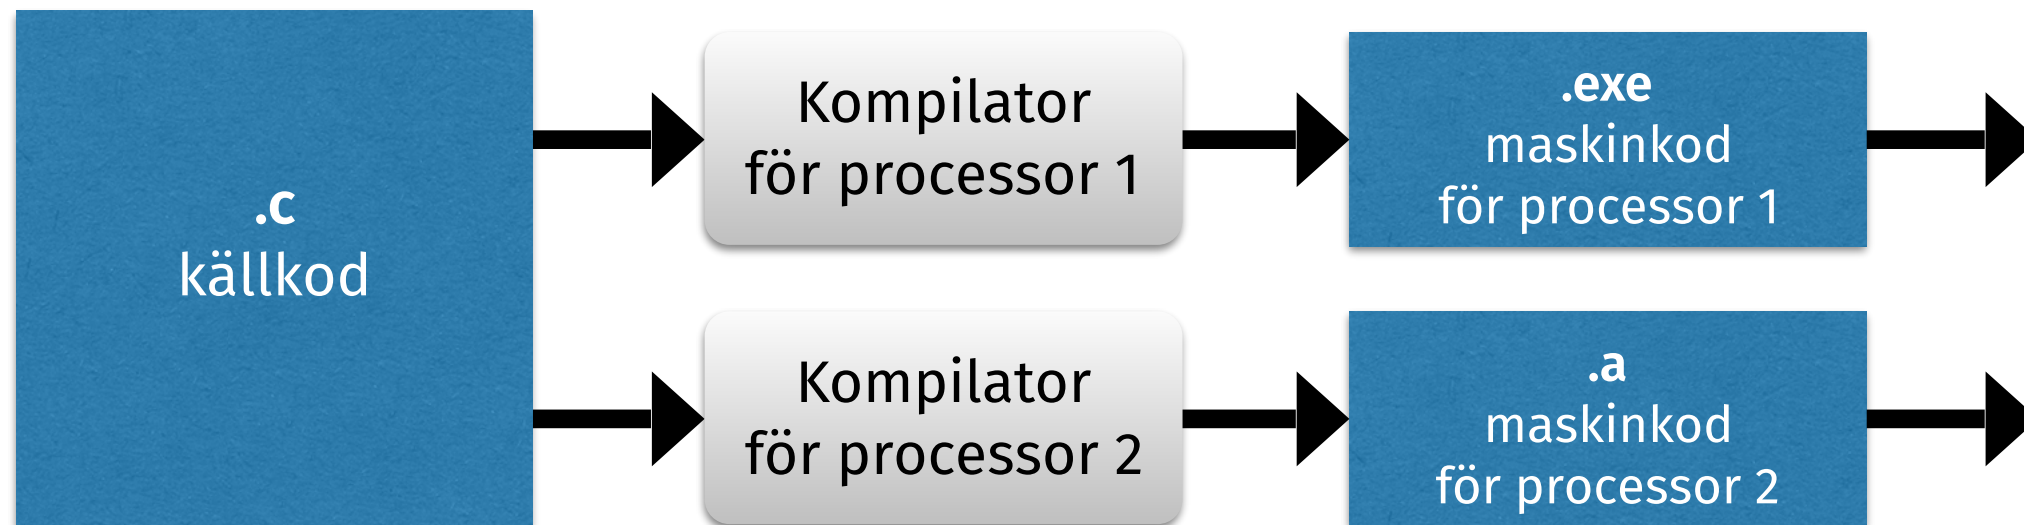 .c
källkod
Kompilator
för processor 1
.exe
maskinkod
för processor 1
Kompilator
för processor 2
.a
maskinkod
för processor 2